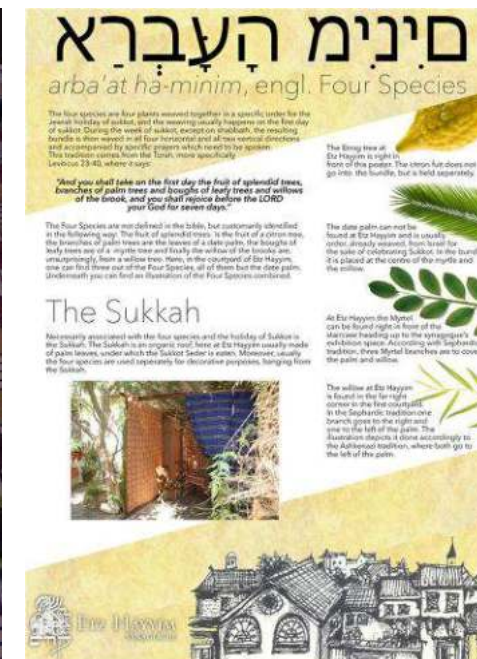 םיִניִמ הָעָּבְרַא
arba'at ha-minim, engl. Four Species
The four species are four plants weaved together in a specific order for the
Jewish holiday of sukkot, and the weaving usually happens on the first day
of sukkot. During the week of sukkot, except on shabbath, the resulting
bundle is then waved in all four horizontal and all two vertical directions
and accompanied by specific prayers which need to be spoken.
This tradition comes from the Torah, more specifically
Leviticus 23:40, where it says:
"And you shall take on the first day the fruit of splendid trees,
branches of palm trees and boughs of leafy trees and willows
of the brook, and you shall rejoice before the LORD
your God for seven days."
The Four Species are not defined in the bible, but customarily identified
in the following way: The fruit of splendid trees is the fruit of a citron tree,
the branches of palm trees are the leaves of a date palm, the boughs of
leafy trees are of a myrtle tree and finally the willow of the brooks are,
unsurprisingly, from a willow tree. Here, in the courtyard of Etz Hayyim,
one can find three out of the Four Species, all of them but the date palm.
Underneath you can find an illustration of the Four Species combined.
The Sukkah
Necessarily associated with the four species and the holiday of Sukkot is
the Sukkah. The Sukkah is an organic roof, here at Etz Hayyim usually made
of palm leaves, under which the Sukkot Seder is eaten. Moreover, usually
the four species are used seperately for decorative purposes, hanging from
the Sukkah.
The Etrog tree at
Etz Hayyim is right in
front of this poster. The citron fuit does not
go into the bundle, but is held seperately.
The date palm can not be
found at Etz Hayyim and is usually
order, already weaved, from Israel for
the sake of celebrating Sukkot. In the bund
it is placed at the centre of the myrtle and
the willow.
At Etz Hayyim the Myrtel
can be found right in front of the
staircase heading up to the synagogue's
exhibition space. According with Sephardic
tradition, three Myrtel branches are to cove
the palm and willow.
The willow at Etz Hayyim
is found in the far right
corner in the first courtyard.
In the Sephardic tradition one
branch goes to the right and
one to the left of the palm. The
illustration depicts it done accordingly to
the Ashkenazi tradition, where both go to
the left of the palm.
Etz Hayyim
SYNAGOGUE